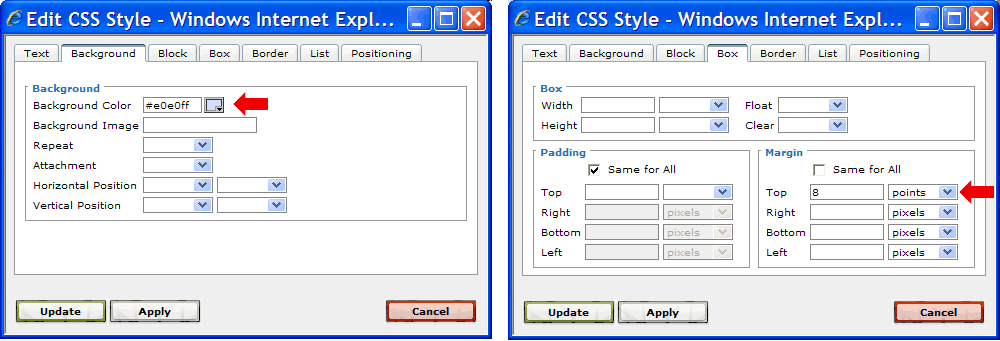 Edit CSS Style - Windows Internet Expl...
Text Background Block Box Border List Positioning
Background
Background Color #e0e0ff
Background Image
Repeat
Attachment
Horizontal Position
Vertical Position
Update Apply Cancel
Edit CSS Style - Windows Internet Expl...
Text Background Block Box Border List Positioning
Box
Width Float
Height Clear
Padding
Same for All
Top
Right pixels
Bottom pixels
Left pixels
Margin
Same for All
Top 8 points
Right pixels
Bottom pixels
Left pixels
Update Apply Cancel